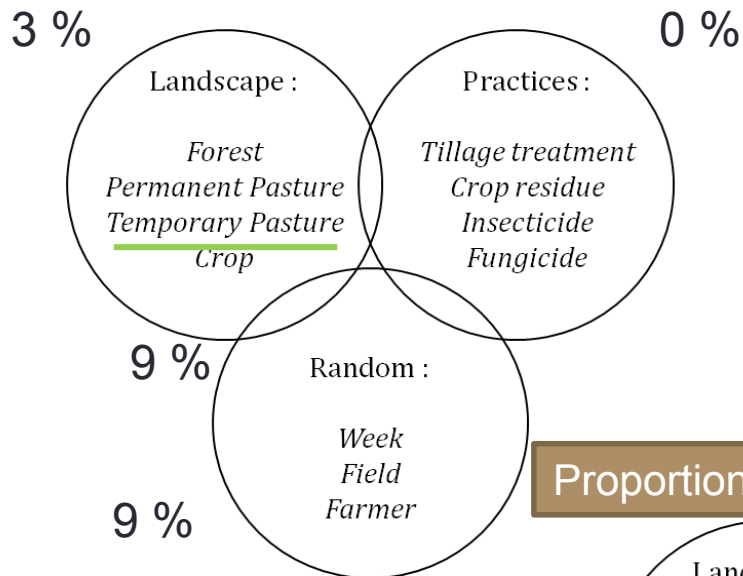 3 %
0 %
Landscape :
Forest
Permanent Pasture
Temporary Pasture
Crop
Practices :
Tillage treatment
Crop residue
Insecticide
Fungicide
9 %
Random :
Week
Field
Farmer
9 %
Proportion
Land